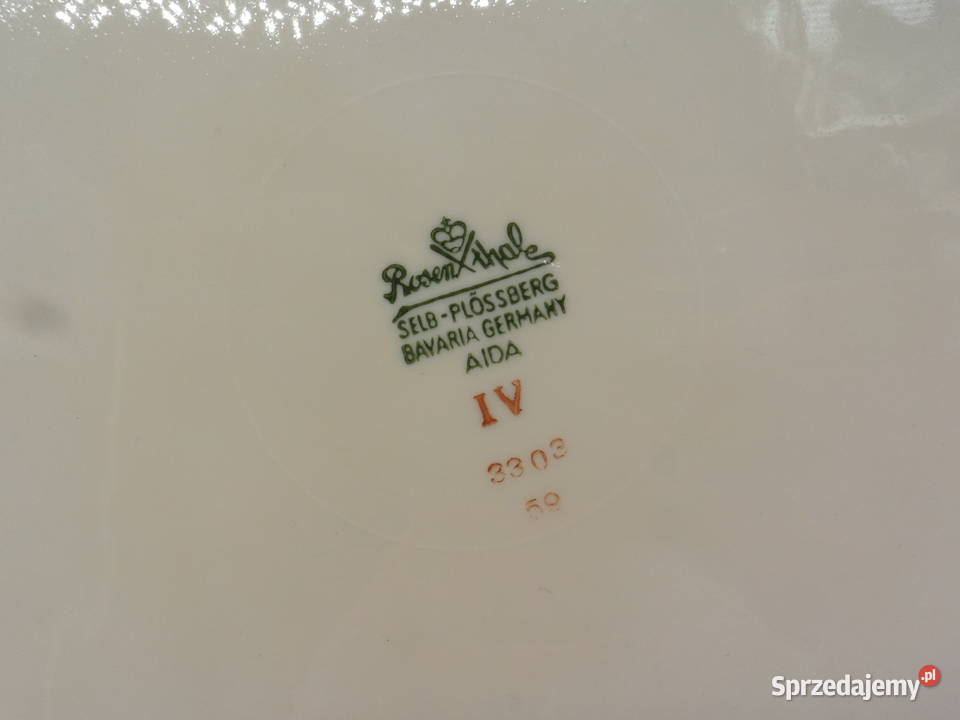 Rosenthal
SELB-PLÖSSBERG
BAVARIA GERMANY
AIDA
IV
3303
59
Sprzedajemy.pl